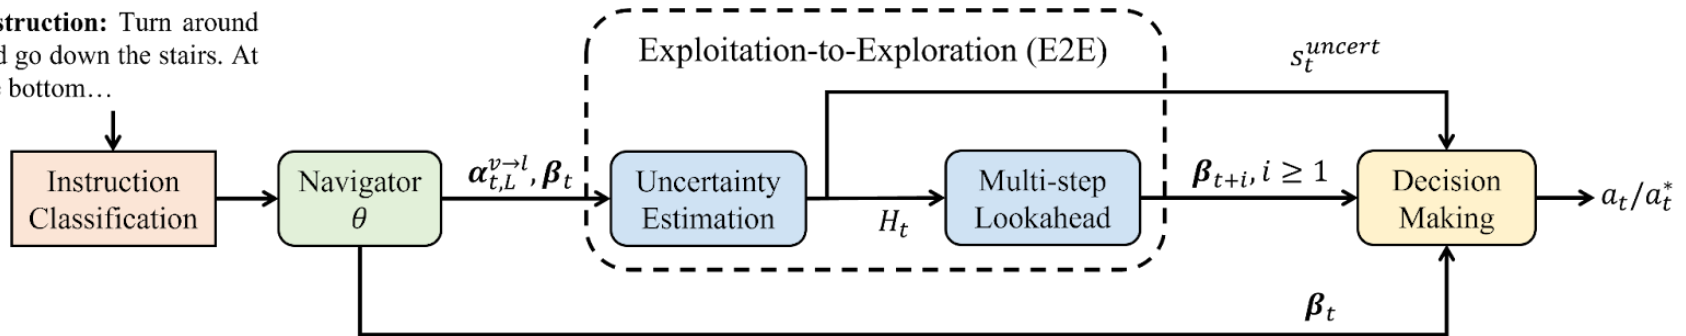 struction: Turn around
go down the stairs. At
bottom…
Exploitation-to-Exploration (E2E)
s_t^{uncert}
Instruction
Classification
Navigator
θ
α_{t,L}^{v→l}, β_t
Uncertainty
Estimation
H_t
Multi-step
Lookahead
β_{t+i}, i ≥ 1
Decision
Making
a_t/a_t^*
β_t